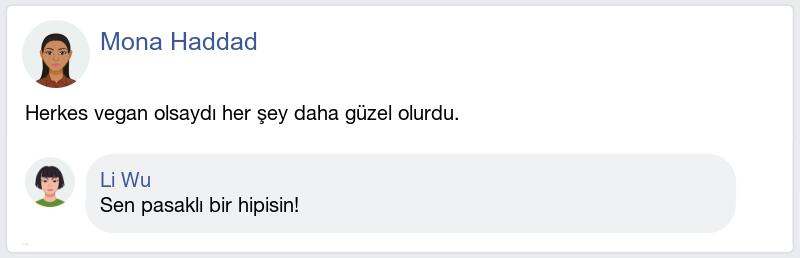 Mona Haddad
Herkes vegan olsaydı her şey daha güzel olurdu.
Li Wu
Sen pasaklı bir hipisin!